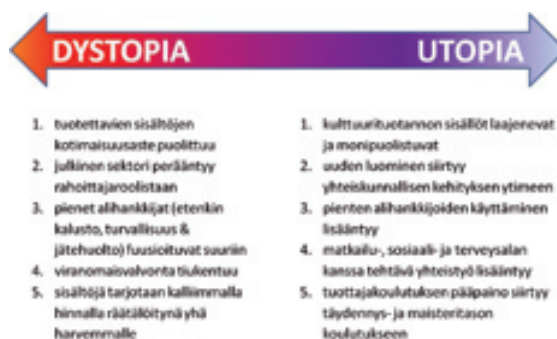 DYSTOPIA
UTOPIA
1. tuotettavien sisältöjen
kotimaisuusaste puolittuu
2. julkinen sektori perääntyy
rahoittajaroolistaan
3. pienet alihankkijat (etenkin
kalusto, turvallisuus &
jätehuolto) fuusioituvat suuriin
4. viranomaisvalvonta tiukentuu
5. sisältöjä tarjotaan kalliimmalla
hinnalla räätälöitynä yhä
harvemmalle
1. kulttuurituotannon sisällöt laajenevat
ja monipuolistuvat
2. uuden luominen siirtyy
yhteiskunnallisen kehityksen ytimeen
3. pienten alihankkijoiden käyttäminen
lisääntyy
4. matkailu-, sosiaali- ja terveysalan
kanssa tehtävä yhteistyö lisääntyy
5. tuottajakoulutuksen pääpaino siirtyy
täydennys- ja maisteritason
koulutukseen